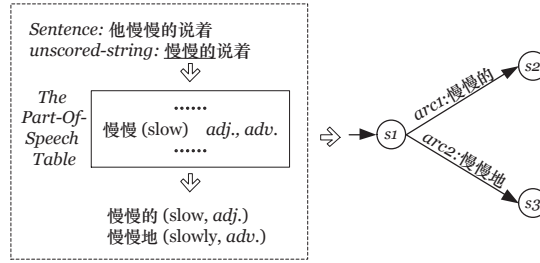 Sentence: 他慢慢的说着
unscored-string: 慢慢的说着
The
Part-Of-
Speech
Table
......
慢慢 (slow) adj., adv.
......
慢慢的 (slow, adj.)
慢慢地 (slowly, adv.)
s1
arc1:慢慢的
s2
arc2:慢慢地
s3